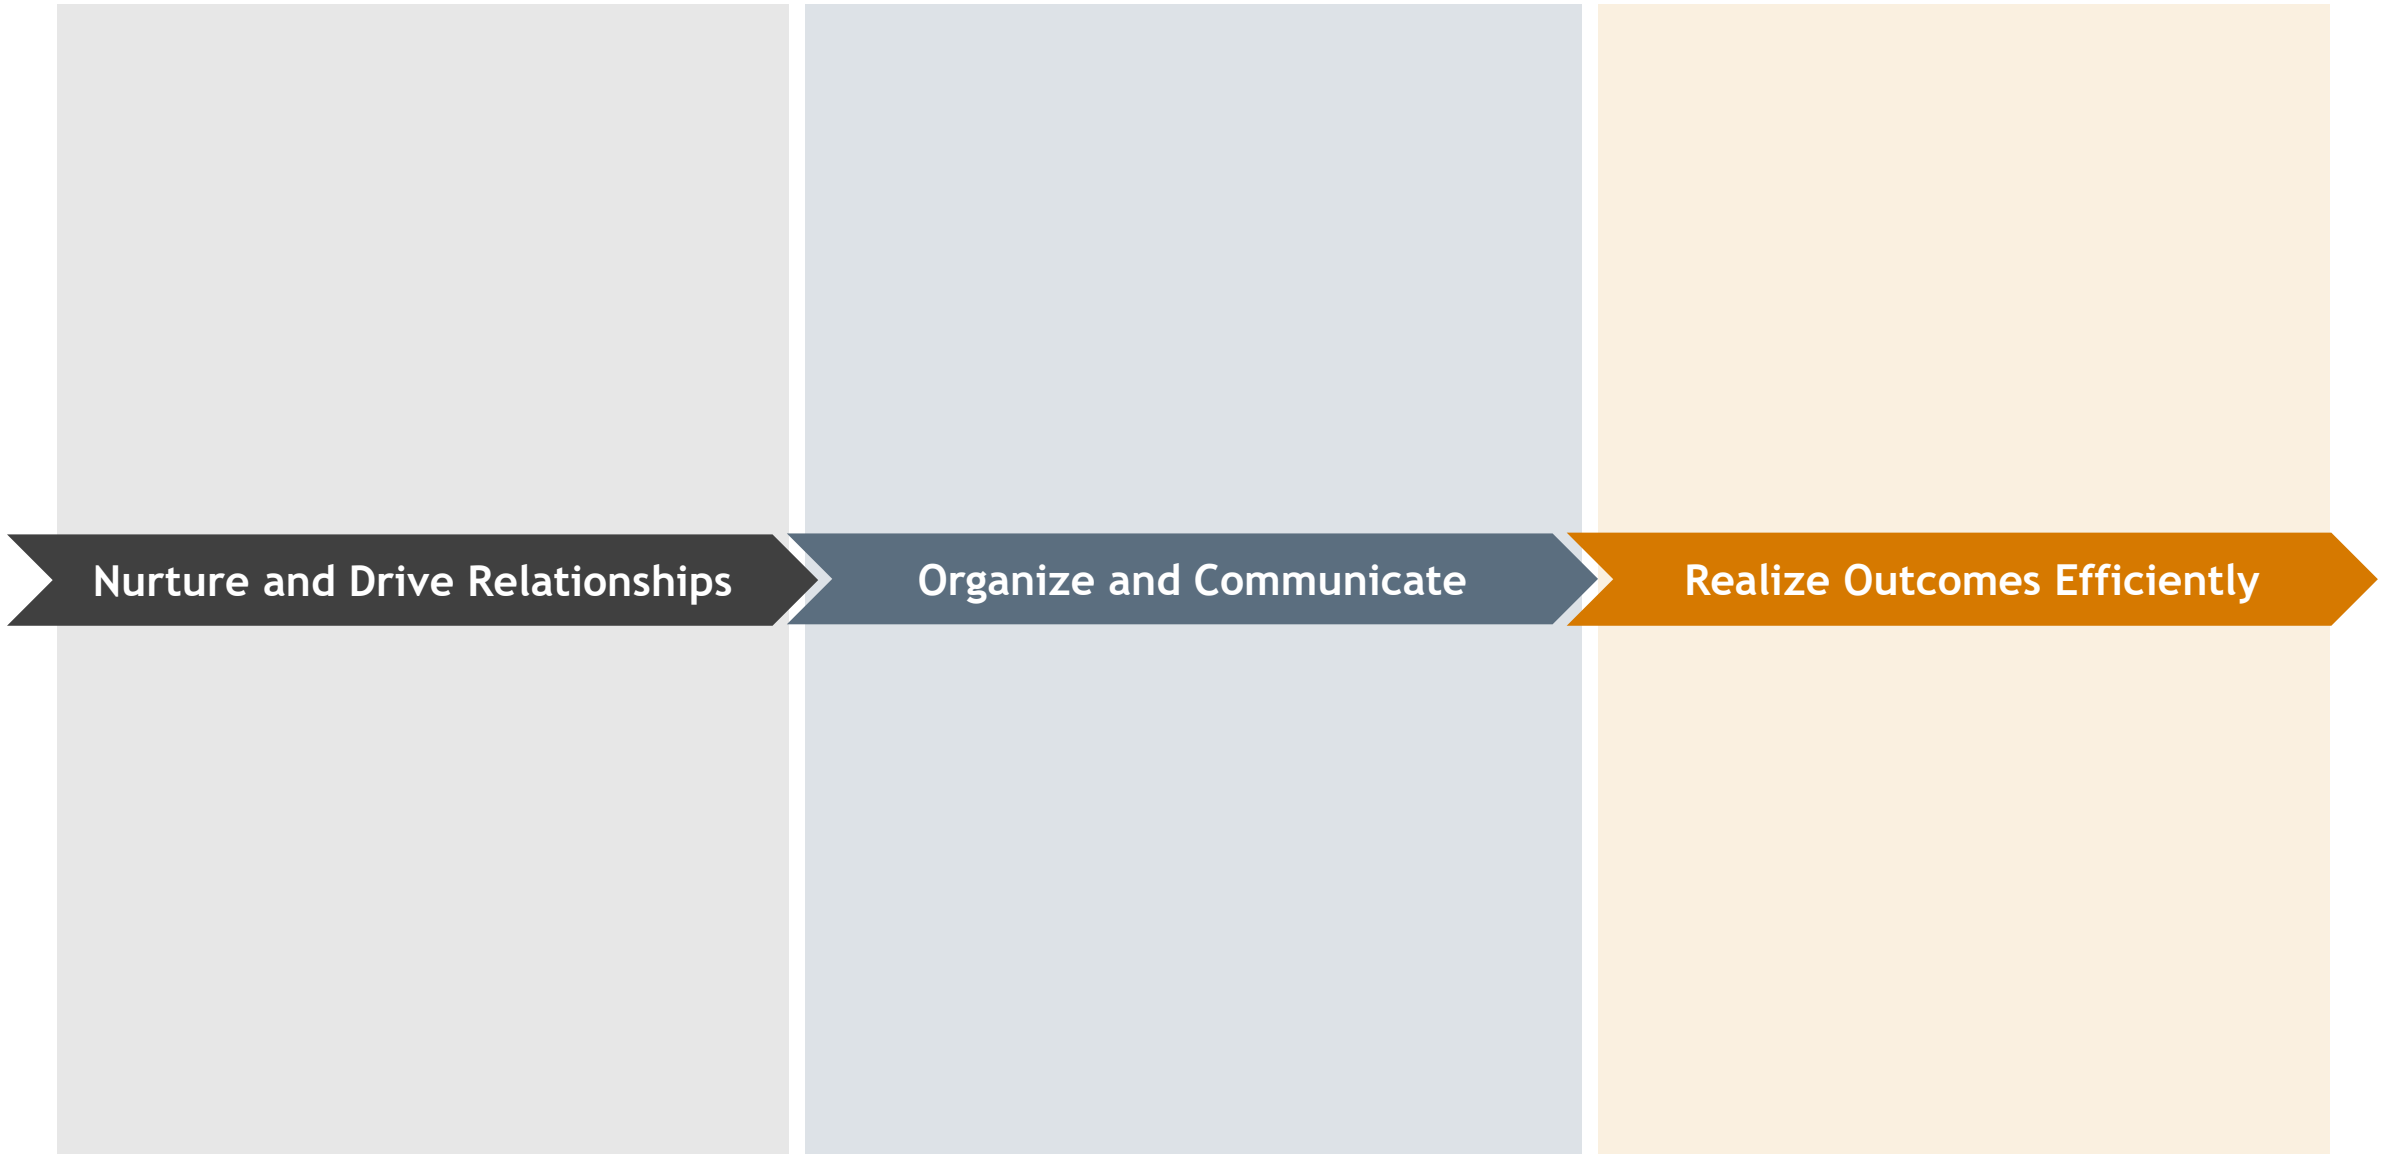 Nurture and Drive Relationships
Organize and Communicate
Realize Outcomes Efficiently